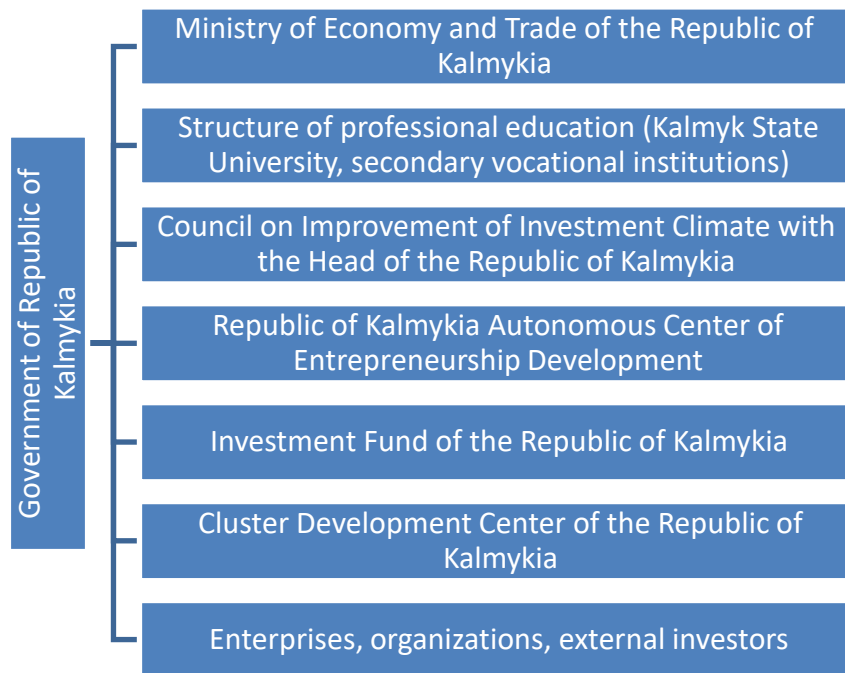 Government of Republic of
Kalmykia
Ministry of Economy and Trade of the Republic of
Kalmykia
Structure of professional education (Kalmyk State
University, secondary vocational institutions)
Council on Improvement of Investment Climate with
the Head of the Republic of Kalmykia
Republic of Kalmykia Autonomous Center of
Entrepreneurship Development
Investment Fund of the Republic of Kalmykia
Cluster Development Center of the Republic of
Kalmykia
Enterprises, organizations, external investors